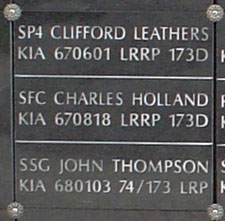 SP4 CLIFFORD LEATHERS
KIA 670601 LRRP 173D
SFC CHARLES HOLLAND
KIA 670818 LRRP 173D
SSG JOHN THOMPSON
KIA 680103 74/173 LRP